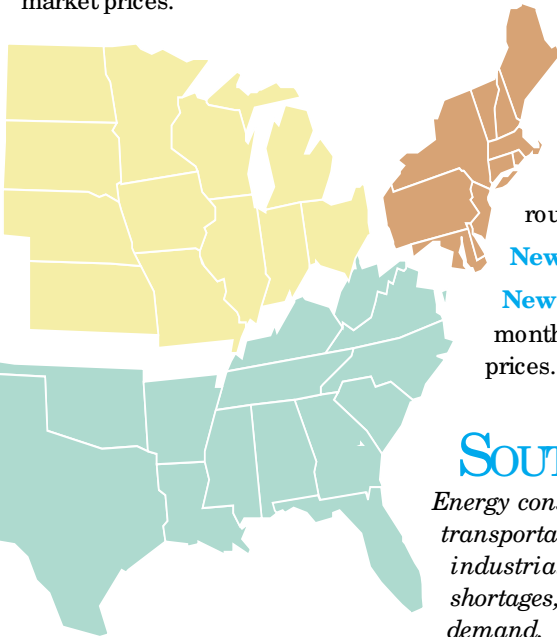 market prices.
rou
New
New
month
prices.
SOUT
Energy cons
transporta
industria
shortages,
demand.